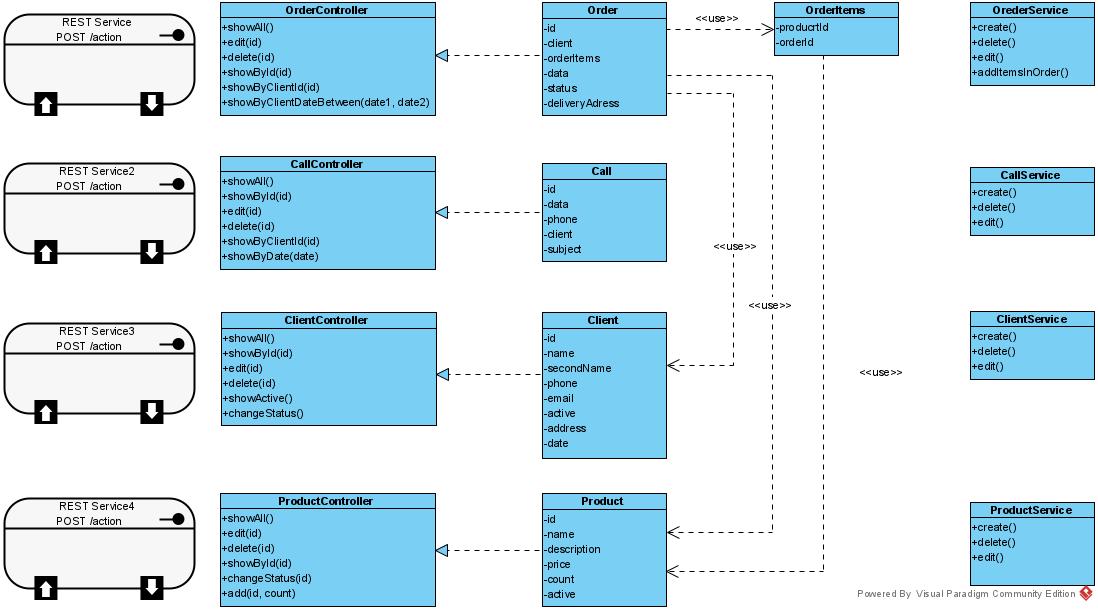 REST Service
POST /action
OrderController
+showAll()
+edit(id)
+delete(id)
+showById(id)
+showByClientId(id)
+showByClientDateBetween(date1, date2)
Order
-id
-client
-orderItems
-data
-status
-deliveryAdress
<<use>>
OrderItems
-producrtId
-orderId
OrederService
+create()
+delete()
+edit()
+addItemsInOrder()
REST Service2
POST /action
CallController
+showAll()
+showById(id)
+edit(id)
+delete(id)
+showByClientId(id)
+showByDate(date)
Call
-id
-data
-phone
-client
-subject
<<use>>
CallService
+create()
+delete()
+edit()
REST Service3
POST /action
ClientController
+showAll()
+showById(id)
+edit(id)
+delete(id)
+showActive()
+changeStatus()
Client
-id
-name
-secondName
-phone
-email
-active
-address
-date
<<use>>
<<use>>
ClientService
+create()
+delete()
+edit()
REST Service4
POST /action
ProductController
+showAll()
+edit(id)
+delete(id)
+showById(id)
+changeStatus(id)
+add(id, count)
Product
-id
-name
-description
-price
-count
-active
ProductService
+create()
+delete()
+edit()
Powered By Visual Paradigm Community Edition